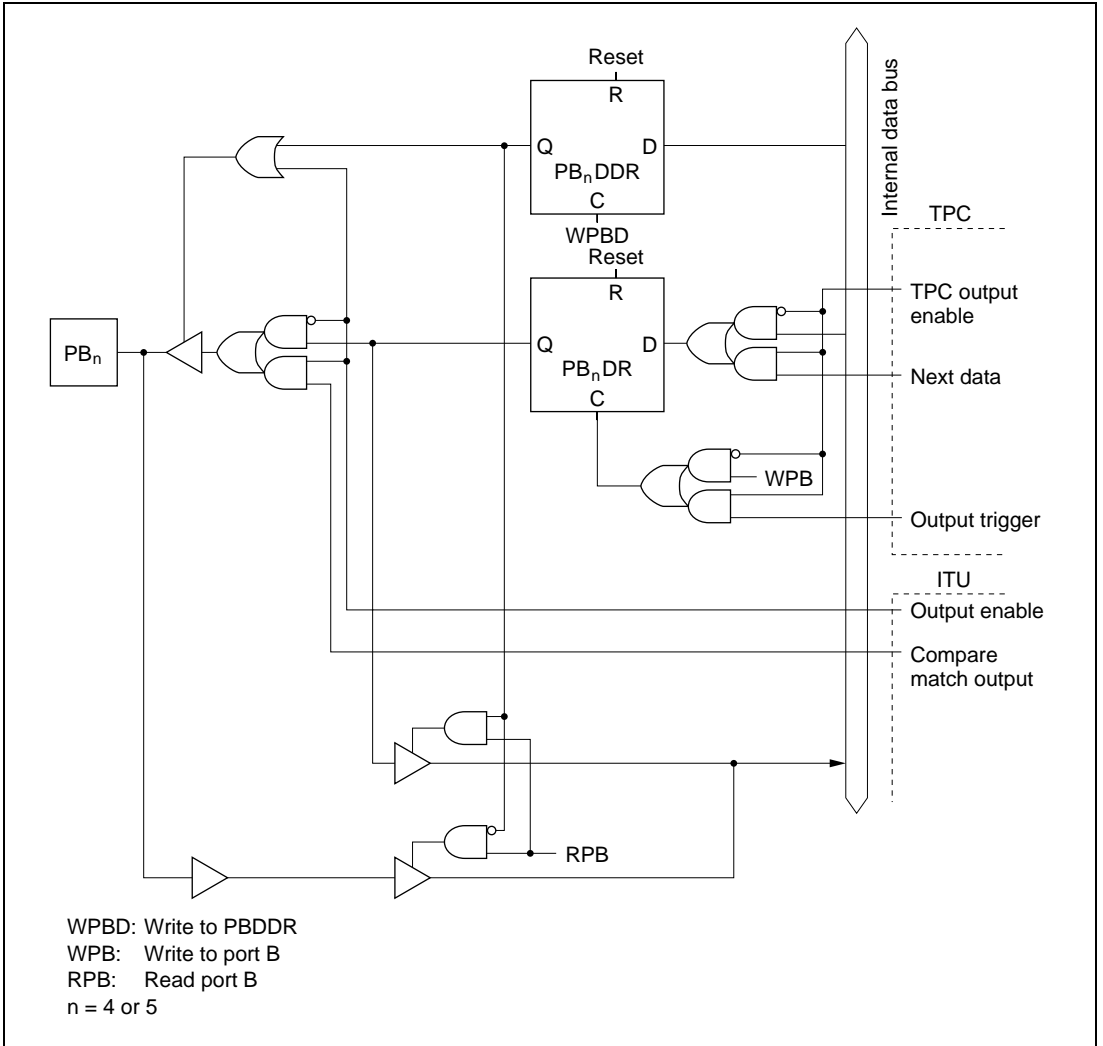 Reset
R
Q D
PBnDDR
C
WPBD
Reset
R
Q D
PBnDR
C
PBn
Internal data bus
TPC
TPC output
enable
Next data
WPB
Output trigger
ITU
Output enable
Compare
match output
RPB
WPBD: Write to PBDDR
WPB: Write to port B
RPB: Read port B
n = 4 or 5